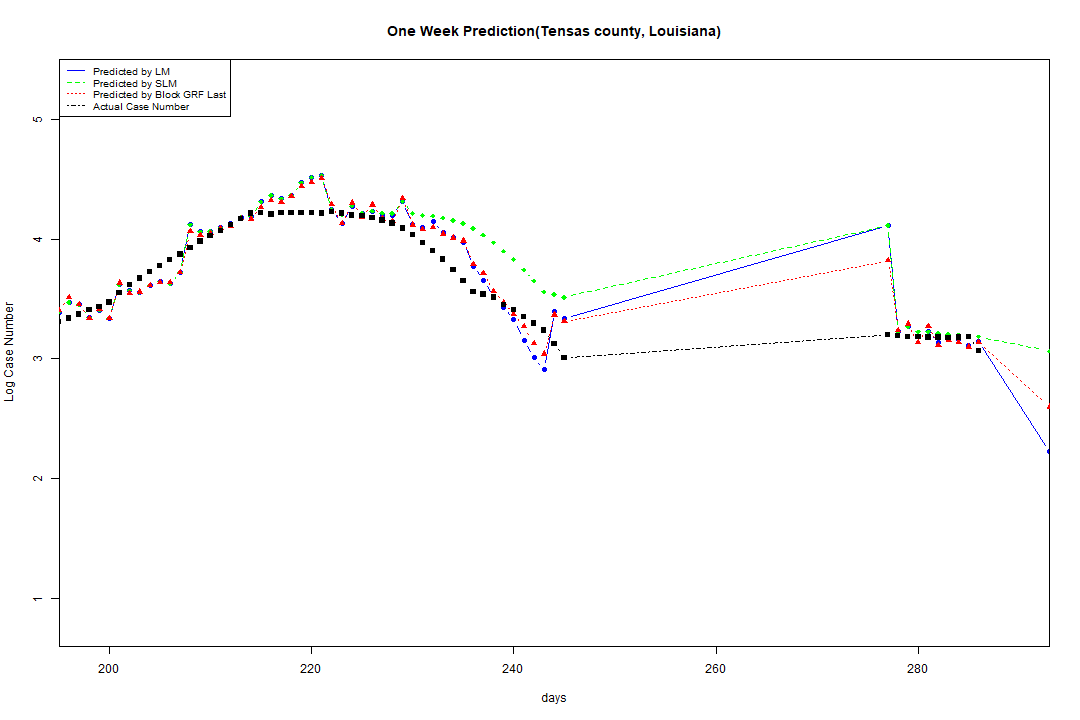 One Week Prediction(Tensas county, Louisiana)
Predicted by LM
Predicted by SLM
Predicted by Block GRF Last
Actual Case Number
5
4
3
2
1
Log Case Number
200 220 240 260 280
days